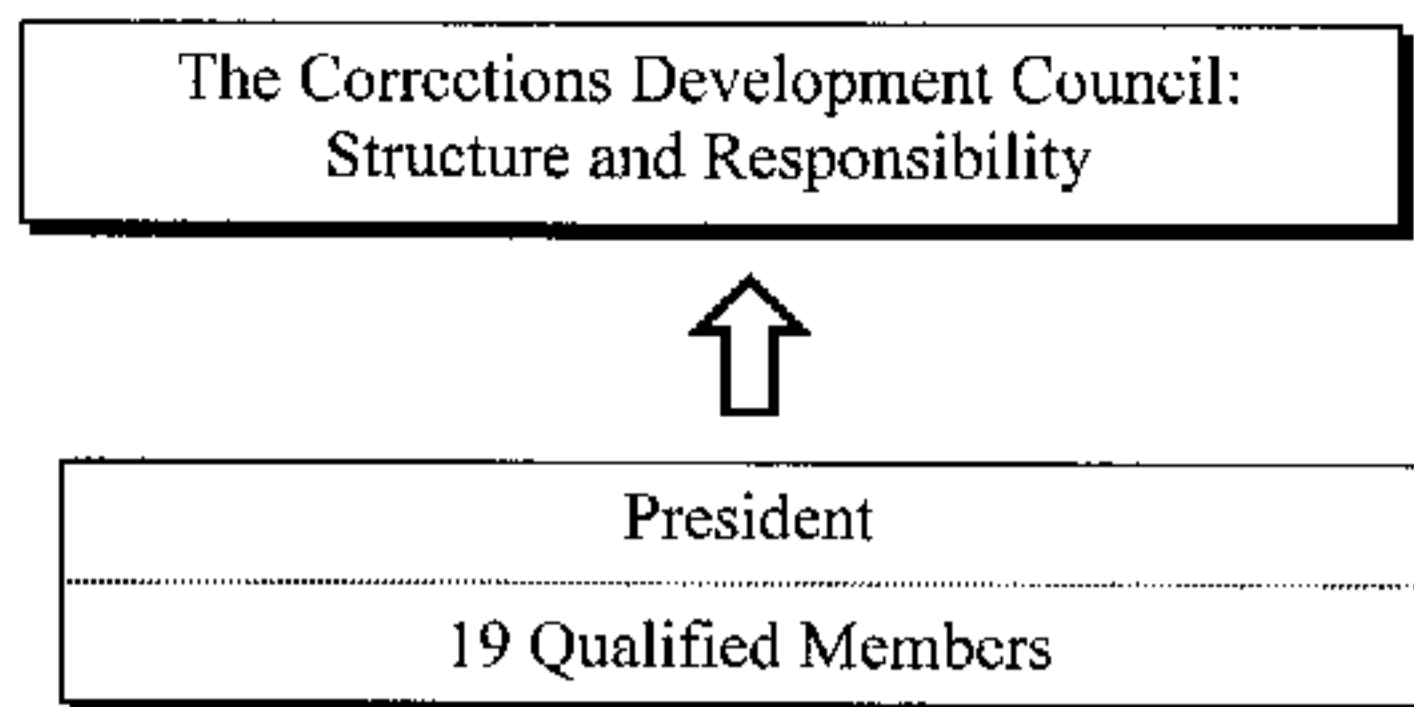 The Corrections Development Council:
Structure and Responsibility
President
19 Qualified Members